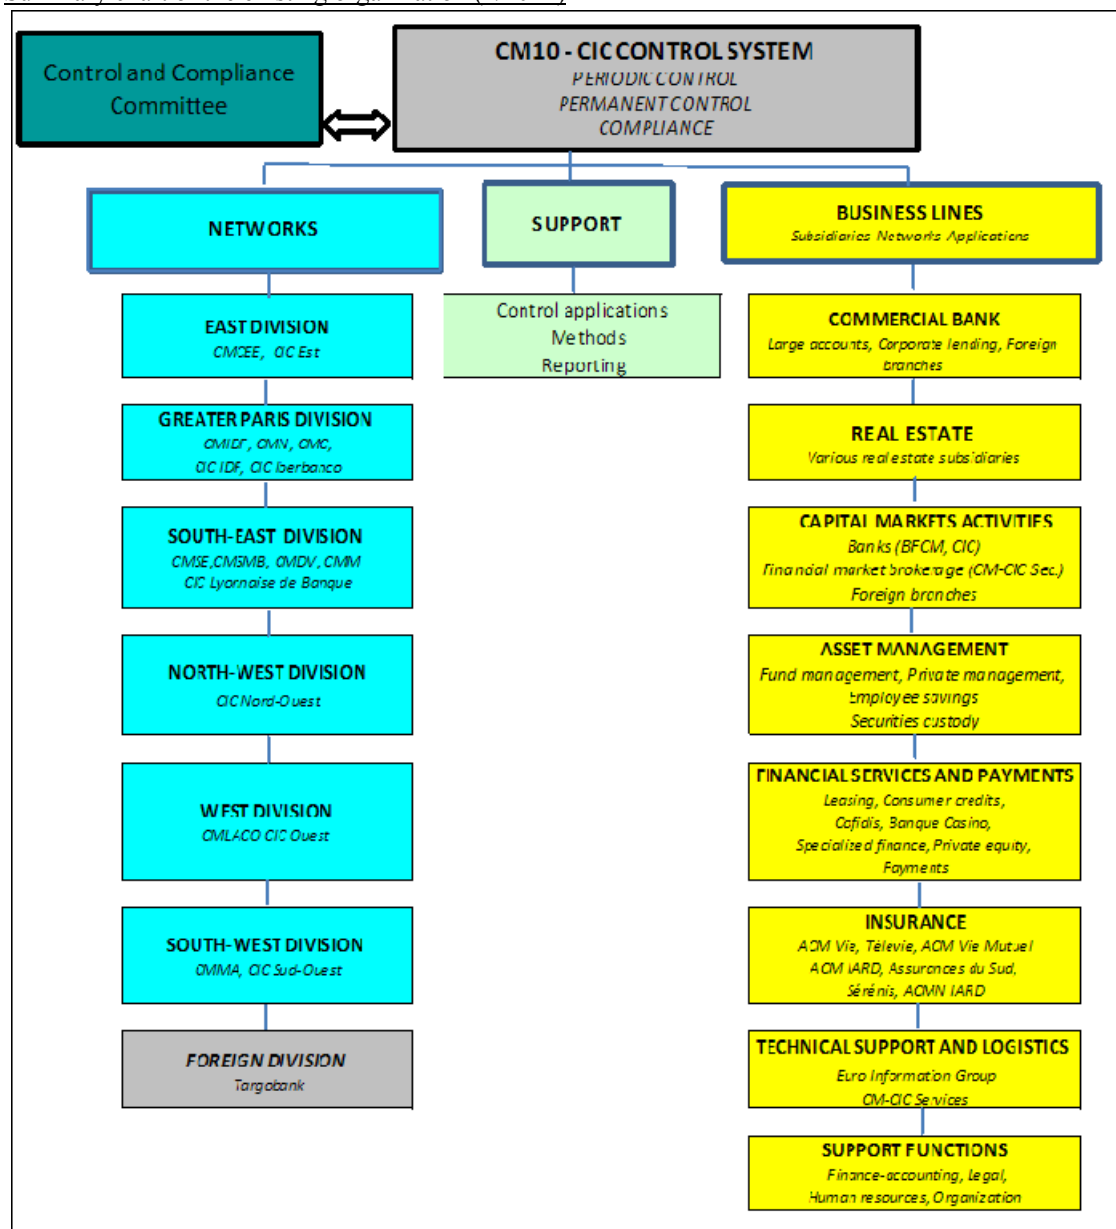 Control and Compliance
Committee
CM10 - CIC CONTROL SYSTEM
PERIODIC CONTROL
PERMANENT CONTROL
COMPLIANCE
NETWORKS
SUPPORT
BUSINESS LINES
Subsidiaries Networks Applications
EAST DIVISION
CMCEE, CIC Est
Control applications
Methods
Reporting
COMMERCIAL BANK
Large accounts, Corporate lending, Foreign
branches
GREATER PARIS DIVISION
CMIDF, CMN, CMC,
CIC IDF, CIC Iberbanco
REAL ESTATE
Various real estate subsidiaries
SOUTH-EAST DIVISION
CMSE,CMSMB, CMDV, CMM
CIC Lyonnaise de Banque
CAPITAL MARKETS ACTIVITIES
Banks (BFCM, CIC)
Financial market brokerage (CM-CIC Sec.)
Foreign branches
NORTH-WEST DIVISION
CIC Nord-Ouest
ASSET MANAGEMENT
Fund management, Private management,
Employee savings
Securities custody
WEST DIVISION
CMLACO CIC Ouest
FINANCIAL SERVICES AND PAYMENTS
Leasing, Consumer credits,
Cofidis, Banque Casino,
Specialized finance, Private equity,
Payments
SOUTH-WEST DIVISION
CMMA, CIC Sud-Ouest
INSURANCE
ACM Vie, Télévie, ACM Vie Mutuel
ACM IARD, Assurances du Sud,
Sérénis, ACMN IARD
FOREIGN DIVISION
Targobank
TECHNICAL SUPPORT AND LOGISTICS
Euro Information Group
CM-CIC Services
SUPPORT FUNCTIONS
Finance-accounting, Legal,
Human resources, Organization